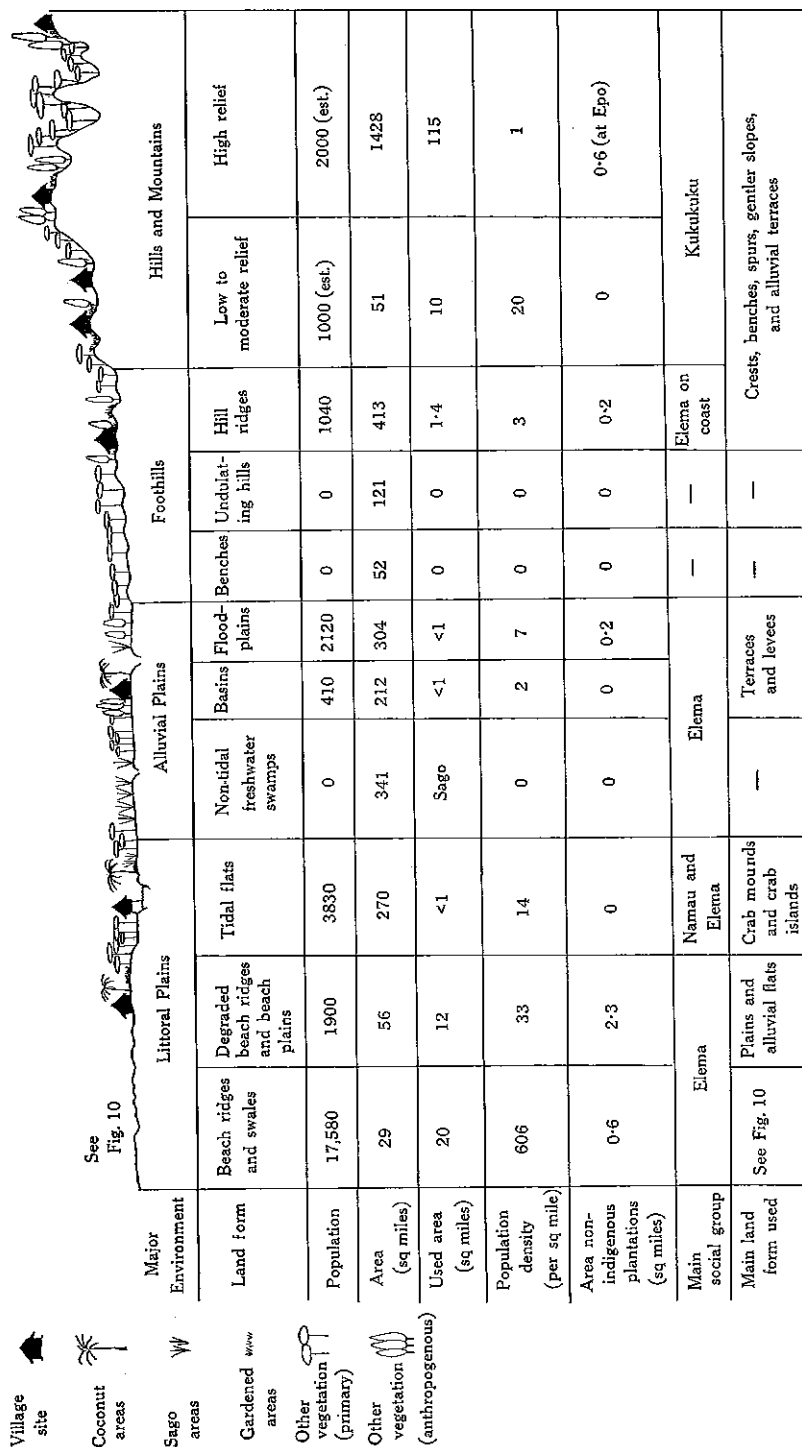 Village
site
Coconut
areas
Sago
areas
Gardened
areas
Other
vegetation
(primary)
Other
vegetation
(anthropogenous)
See
Fig. 10
Major
Environment
Littoral Plains
Alluvial Plains
Foothills
Hills and Mountains
Land form
Beach ridges
and swales
Degraded
beach ridges
and beach
plains
Tidal flats
Non-tidal
freshwater
swamps
Basins
Flood-
plains
Benches
Undulat-
ing hills
Hill
ridges
Low to
moderate relief
High relief
Population
17,580
1900
3830
0
410
2120
0
0
1040
1000 (est.)
2000 (est.)
Area
(sq miles)
29
56
270
341
212
304
52
121
413
51
1428
Used area
(sq miles)
20
12
<1
Sago
<1
<1
0
0
1·4
10
115
Population
density
(per sq mile)
606
33
14
0
2
7
0
0
3
20
1
Area non-
indigenous
plantations
(sq miles)
0·6
2·3
0
0
0
0·2
0
0
0·2
0
0·6 (at Epo)
Main
social group
Elema
Namau and
Elema
Elema
—
—
Elema on
coast
Kukukuku
Main land
form used
See Fig. 10
Plains and
alluvial flats
Crab mounds
and crab
islands
—
Terraces
and levees
—
—
Crests, benches, spurs, gentler slopes,
and alluvial terraces